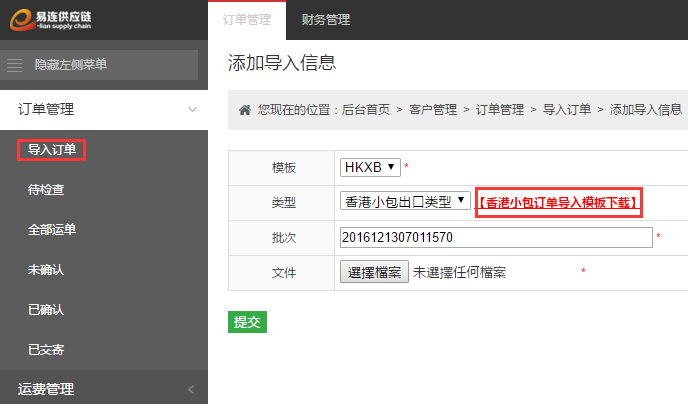 易连供应链
-lian supply chain
订单管理
财务管理
隐藏左侧菜单
添加导入信息
您现在的位置：后台首页 > 客户管理 > 订单管理 > 导入订单 > 添加导入信息
订单管理
导入订单
待检查
全部运单
未确认
已确认
已交寄
运费管理
模板 HKXB *
类型 香港小包出口类型 【香港小包订单导入模板下载】
批次 2016121307011570 *
文件 選擇檔案 未選擇任何檔案 *
提交